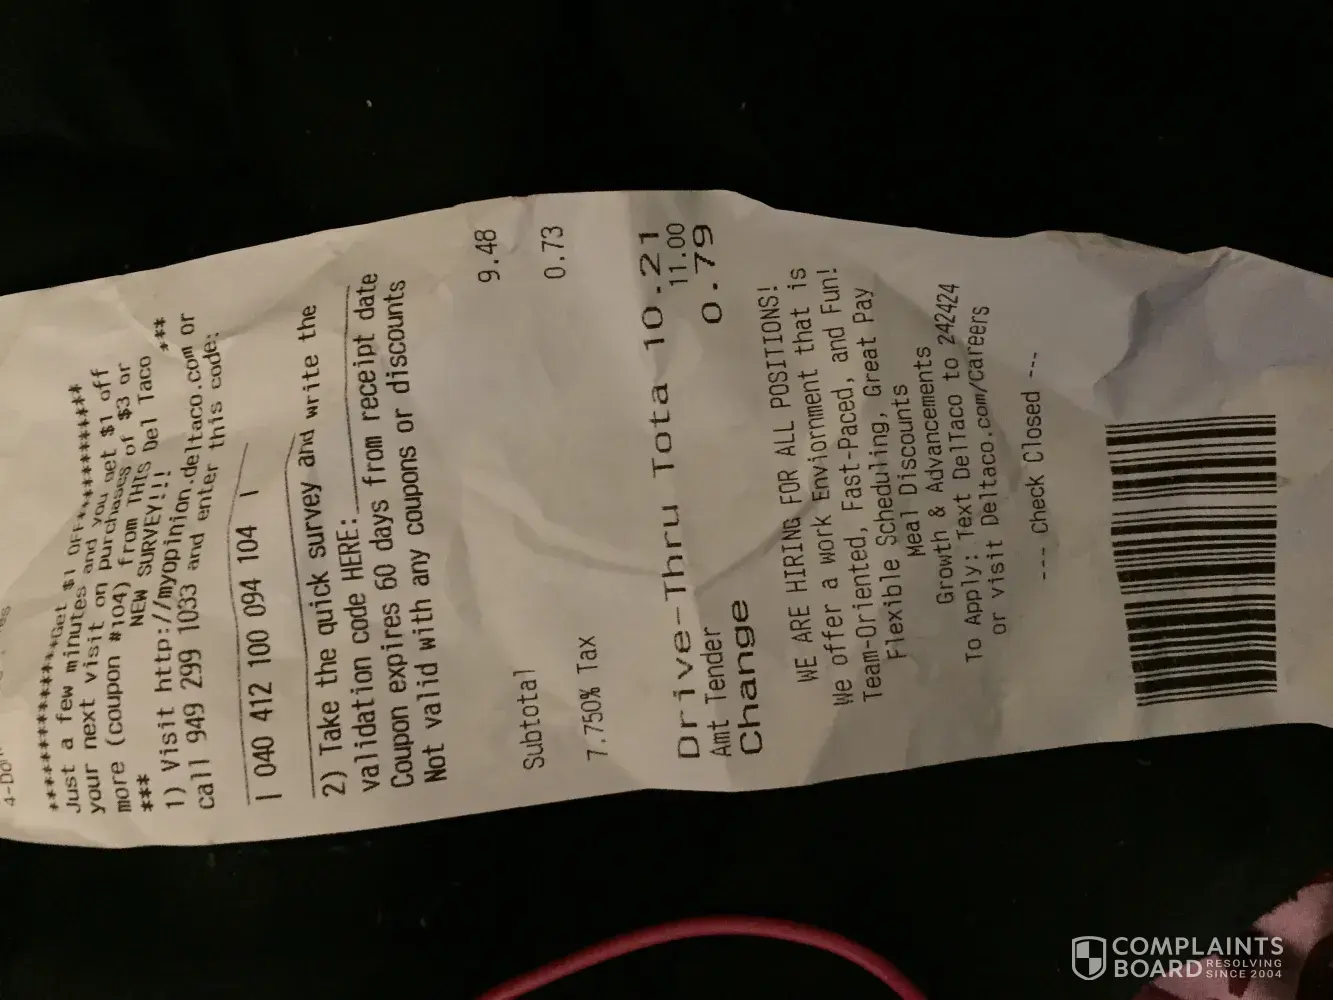 4-Do
************Get $1 OFF************
Just a few minutes and you get $1 off
your next visit on purchases of $3 or
more (coupon #104) from THIS Del Taco
*** NEW SURVEY!!! ***
1) Visit http://myopinion.deltaco.com or
call 949 299 1033 and enter this code:
| 040 412 100 094 104 |
2) Take the quick survey and write the
validation code HERE:
Coupon expires 60 days from receipt date
Not valid with any coupons or discounts
Subtotal 9.48
7.750% Tax 0.73
Drive-Thru Tota 10.21
Amt Tender 11.00
Change 0.79
WE ARE HIRING FOR ALL POSITIONS!
We offer a work Enviornment that is
Team-Oriented, Fast-Paced, and Fun!
Flexible Scheduling, Great Pay
Meal Discounts
Growth & Advancements
To Apply: Text DelTaco to 242424
or visit Deltaco.com/careers
--- Check Closed ---
COMPLAINTS
BOARD RESOLVING
SINCE 2004